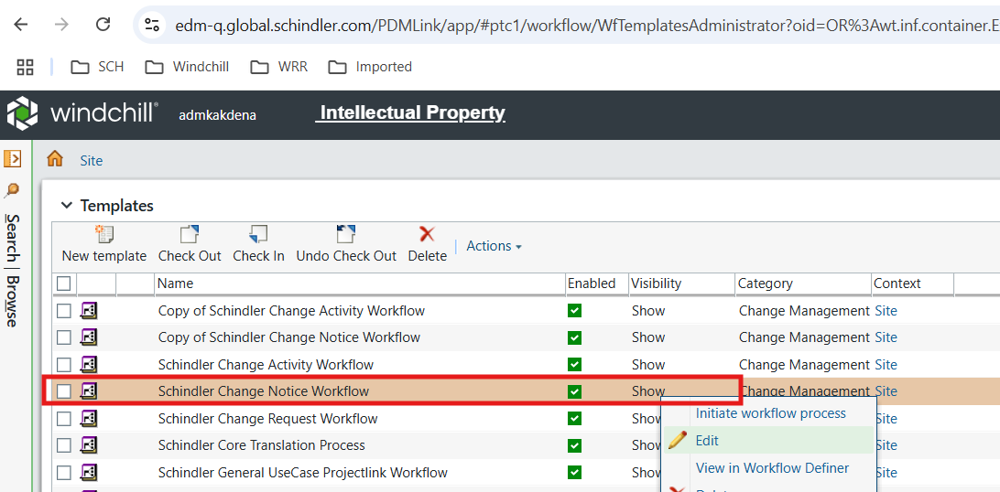 edm-q.global.schindler.com/PDMLink/app/#ptc1/workflow/WfTemplatesAdministrator?oid=OR%3Awt.inf.container.E
SCH Windchill WRR Imported
windchill® admkakdena Intellectual Property
Site
Search | Browse
Templates
New template Check Out Check In Undo Check Out Delete Actions
Name Enabled Visibility Category Context
Copy of Schindler Change Activity Workflow Show Change Management Site
Copy of Schindler Change Notice Workflow Show Change Management Site
Schindler Change Activity Workflow Show Change Management Site
Schindler Change Notice Workflow Show Change Management Site
Schindler Change Request Workflow Show Site
Initiate workflow process
Schindler Core Translation Process Show Site
Edit
Schindler General UseCase Projectlink Workflow Show Site
View in Workflow Definer